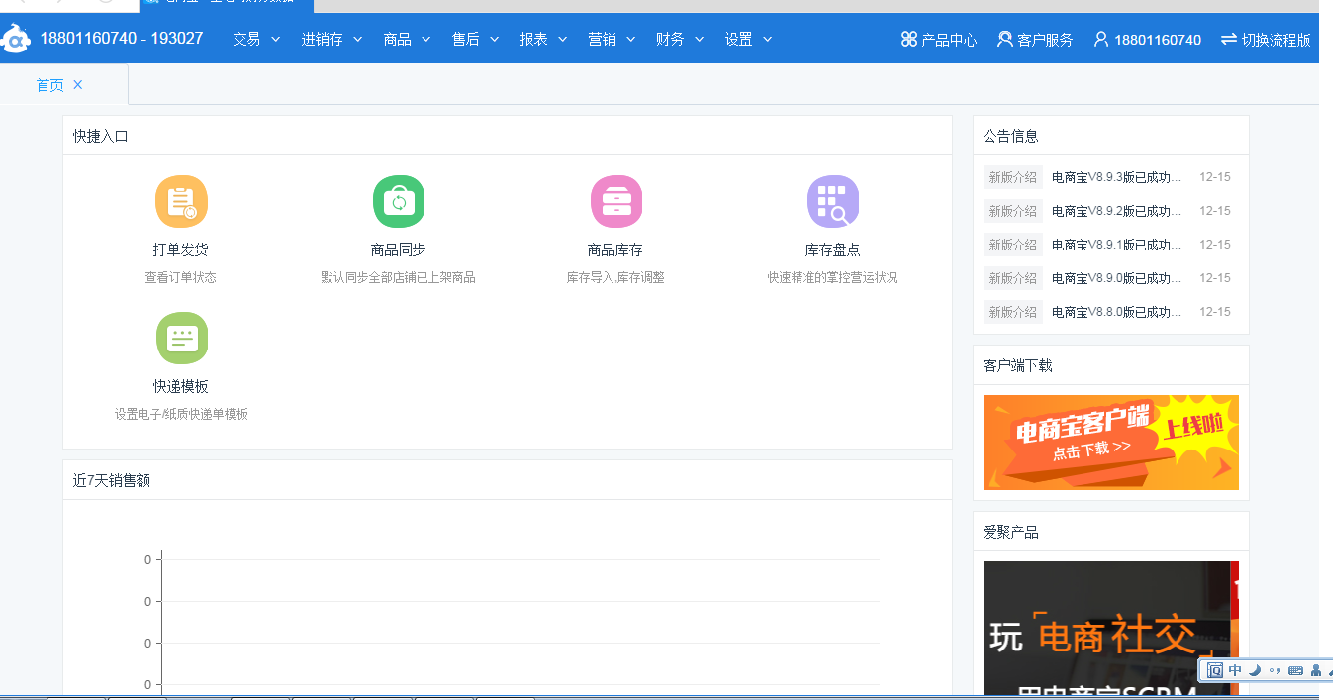 18801160740 - 193027 交易 进销存 商品 售后 报表 营销 财务 设置 产品中心 客户服务 18801160740 切换流程版
首页
快捷入口
打单发货 商品同步 商品库存 库存盘点
查看订单状态 默认同步全部店铺已上架商品 库存导入,库存调整 快速精准的掌控营运状况
快递模板
设置电子/纸质快递单模板
近7天销售额
0
0
0
0
公告信息
新版介绍 电商宝V8.9.3版已成功... 12-15
新版介绍 电商宝V8.9.2版已成功... 12-15
新版介绍 电商宝V8.9.1版已成功... 12-15
新版介绍 电商宝V8.9.0版已成功... 12-15
新版介绍 电商宝V8.8.0版已成功... 12-15
客户端下载
电商宝客户端 上线啦
点击下载 >>
爱聚产品
玩「电商社交」
用电商宝SCRM
中